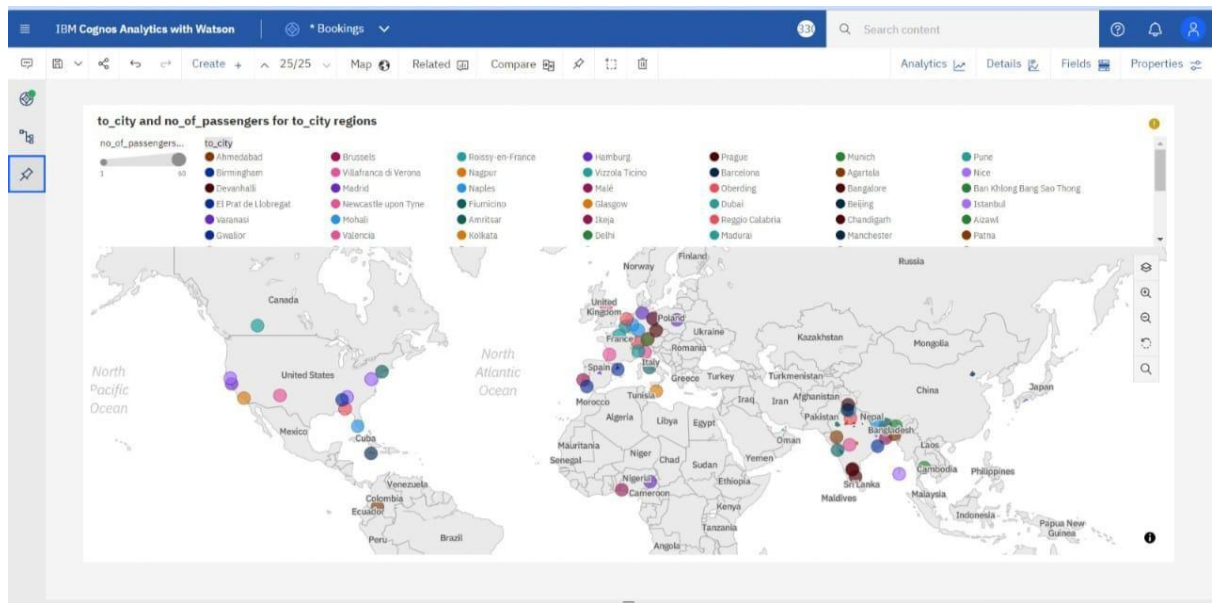 IBM Cognos Analytics with Watson
* Bookings
Search content
Create +
25/25
Map
Related
Compare
Analytics
Details
Fields
Properties
to_city and no_of_passengers for to_city regions
no_of_passengers...
1
60
to_city
Ahmedabad Brussels Roissy-en-France Hamburg Prague Munich Pune
Birmingham Villafranca di Verona Nagpur Vizzola Ticino Barcelona Agartala Nice
Devanhalli Madrid Naples Malé Oberding Bangalore Ban Khlong Bang Sao Thong
El Prat de Llobregat Newcastle upon Tyne Fiumicino Glasgow Dubai Beijing Istanbul
Varanasi Mohali Amritsar Ikeja Reggio Calabria Chandigarh Aizawl
Gwalior Valencia Kolkata Delhi Madurai Manchester Patna
Finland
Norway
Russia
Canada
United
Kingdom
Poland
Ukraine
France
Kazakhstan
Mongolia
Romania
North
Atlantic
Ocean
Italy
Spain
United States
North
Pacific
Ocean
Greece
Turkey
Turkmenistan
China
Japan
Tunisia
Morocco
Iraq
Iran
Afghanistan
Algeria
Libya
Egypt
Pakistan
Nepal
Bangladesh
Mexico
Cuba
Oman
Laos
Mauritania
Niger
Chad
Sudan
Yemen
Senegal
Cambodia
Philippines
Nigeria
Ethiopia
Sri Lanka
Venezuela
Cameroon
Maldives
Malaysia
Colombia
Kenya
Ecuador
Indonesia
Papua New
Guinea
Tanzania
Peru
Brazil
Angola